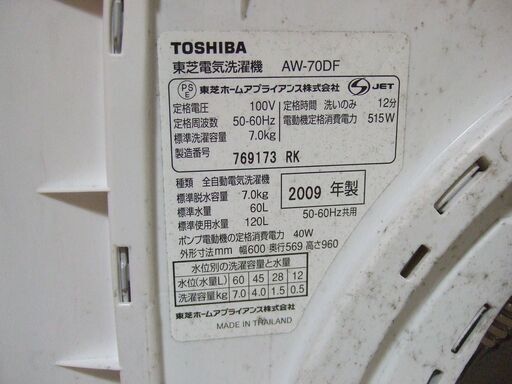 TOSHIBA
東芝電気洗濯機 AW-70DF
PS E 東芝ホームアプライアンス株式会社 S JET
定格電圧 100V 定格時間 洗いのみ 12分
定格周波数 50-60Hz 電動機定格消費電力 515W
標準洗濯容量 7.0kg
製造番号 769173 RK
種類 全自動電気洗濯機
標準脱水容量 7.0kg 2009 年製
標準水量 60L 50-60Hz共用
標準使用水量 120L
ポンプ電動機の定格消費電力 40W
外形寸法mm 幅600 奥行569 高さ960
水位別の洗濯容量と水量
水位(水量L) 60 45 28 12
洗濯容量kg 7.0 4.0 1.5 0.5
東芝ホームアプライアンス株式会社
MADE IN THAILAND